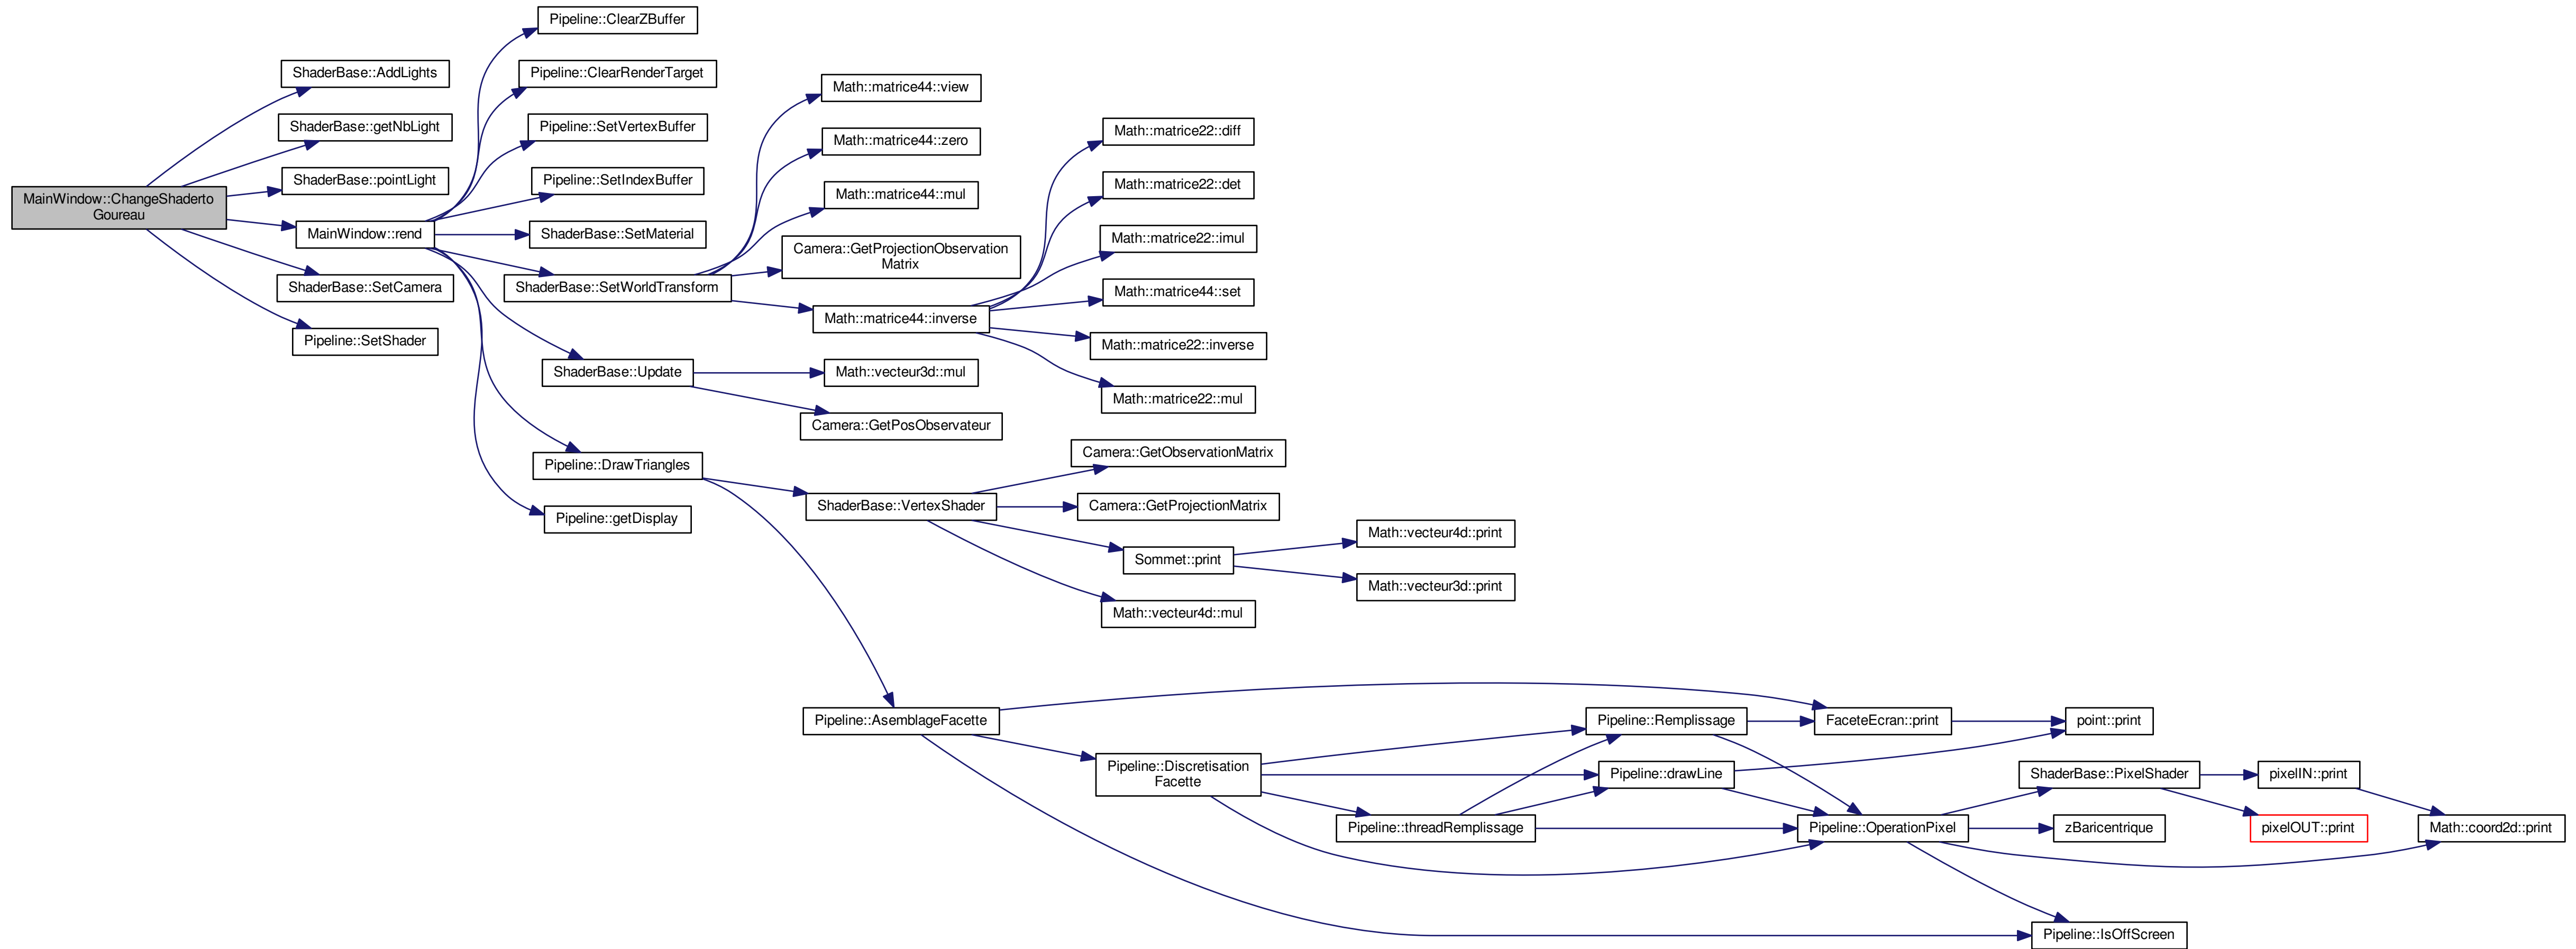 MainWindow::ChangeShaderto
Goureau
ShaderBase::AddLights
ShaderBase::getNbLight
ShaderBase::pointLight
MainWindow::rend
ShaderBase::SetCamera
Pipeline::SetShader
Pipeline::ClearZBuffer
Pipeline::ClearRenderTarget
Pipeline::SetVertexBuffer
Pipeline::SetIndexBuffer
ShaderBase::SetMaterial
ShaderBase::SetWorldTransform
ShaderBase::Update
Pipeline::DrawTriangles
Pipeline::getDisplay
Math::matrice44::view
Math::matrice44::zero
Math::matrice44::mul
Camera::GetProjectionObservation
Matrix
Math::matrice44::inverse
Math::vecteur3d::mul
Camera::GetPosObservateur
ShaderBase::VertexShader
Pipeline::AsemblageFacette
Math::matrice22::diff
Math::matrice22::det
Math::matrice22::imul
Math::matrice44::set
Math::matrice22::inverse
Math::matrice22::mul
Camera::GetObservationMatrix
Camera::GetProjectionMatrix
Sommet::print
Math::vecteur4d::mul
Math::vecteur4d::print
Math::vecteur3d::print
Pipeline::Discretisation
Facette
Pipeline::threadRemplissage
Pipeline::Remplissage
Pipeline::drawLine
FaceteEcran::print
Pipeline::OperationPixel
point::print
ShaderBase::PixelShader
zBaricentrique
Pipeline::IsOffScreen
pixelIN::print
pixelOUT::print
Math::coord2d::print